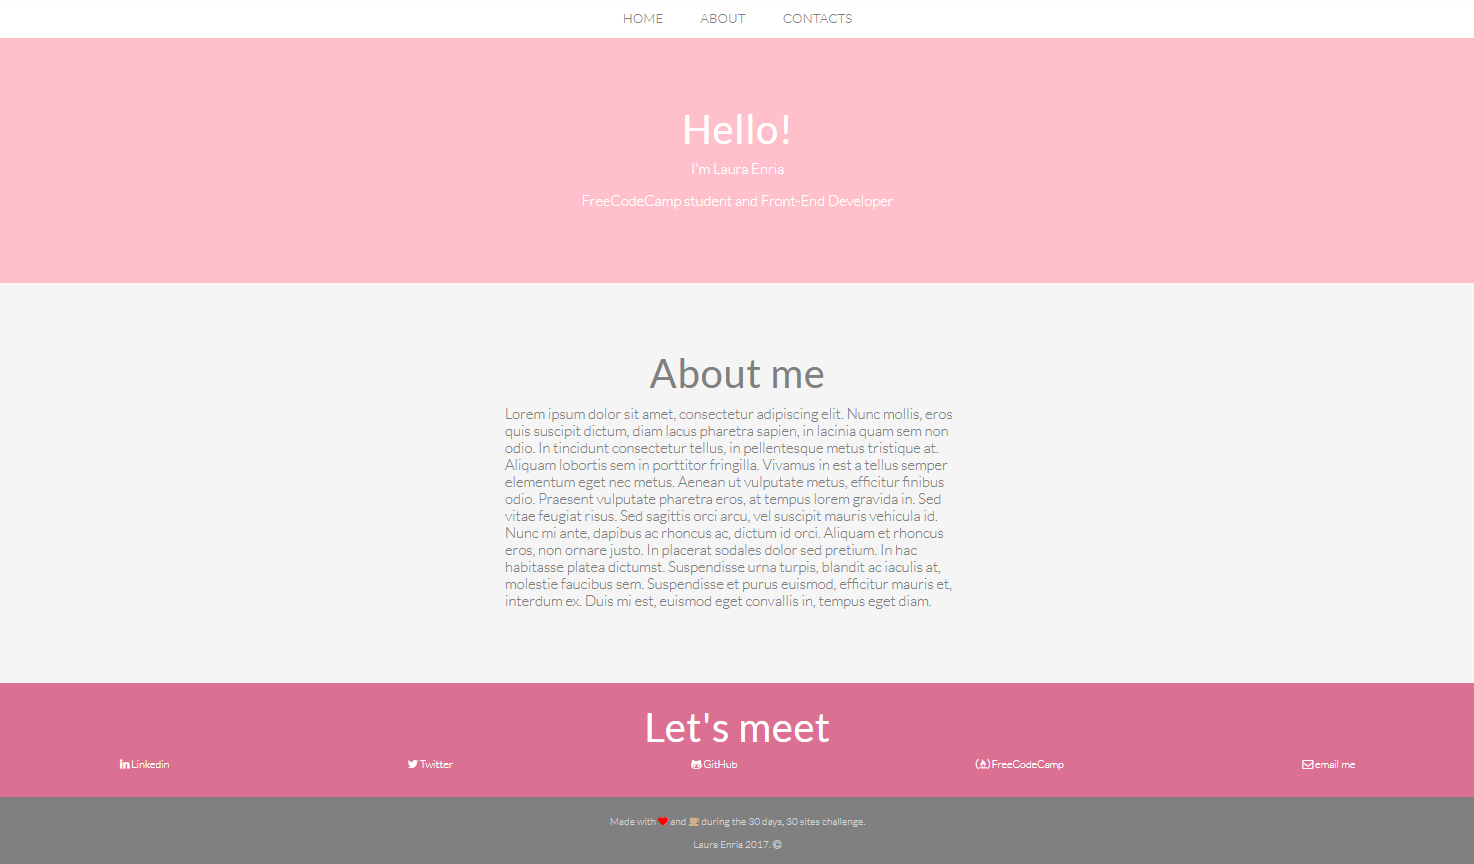 HOME ABOUT CONTACTS
Hello!
I'm Laura Enria
FreeCodeCamp student and Front-End Developer
About me
Lorem ipsum dolor sit amet, consectetur adipiscing elit. Nunc mollis, eros
quis suscipit dictum, diam lacus pharetra sapien, in lacinia quam sem non
odio. In tincidunt consectetur tellus, in pellentesque metus tristique at.
Aliquam lobortis sem in porttitor fringilla. Vivamus in est a tellus semper
elementum eget nec metus. Aenean ut vulputate metus, efficitur finibus
odio. Praesent vulputate pharetra eros, at tempus lorem gravida in. Sed
vitae feugiat risus. Sed sagittis orci arcu, vel suscipit mauris vehicula id.
Nunc mi ante, dapibus ac rhoncus ac, dictum id orci. Aliquam et rhoncus
eros, non ornare justo. In placerat sodales dolor sed pretium. In hac
habitasse platea dictumst. Suspendisse urna turpis, blandit ac iaculis at,
molestie faucibus sem. Suspendisse et purus euismod, efficitur mauris et,
interdum ex. Duis mi est, euismod eget convallis in, tempus eget diam.
Let's meet
Linkedin Twitter GitHub FreeCodeCamp email me
Made with ❤ and ☕ during the 30 days, 30 sites challenge.
Laura Enria 2017. ©